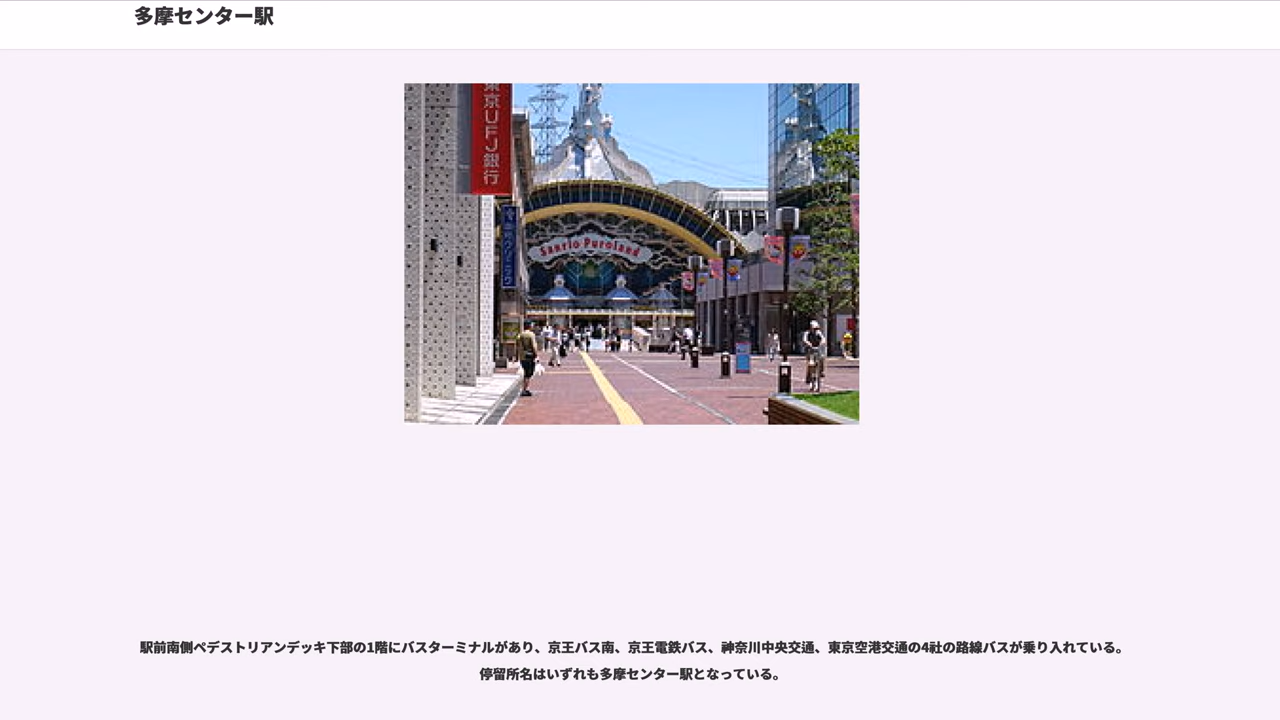 多摩センター駅
東京UFJ銀行
Sanrio Puroland
駅前南側ペデストリアンデッキ下部の1階にバスターミナルがあり、京王バス南、京王電鉄バス、神奈川中央交通、東京空港交通の4社の路線バスが乗り入れている。
停留所名はいずれも多摩センター駅となっている。